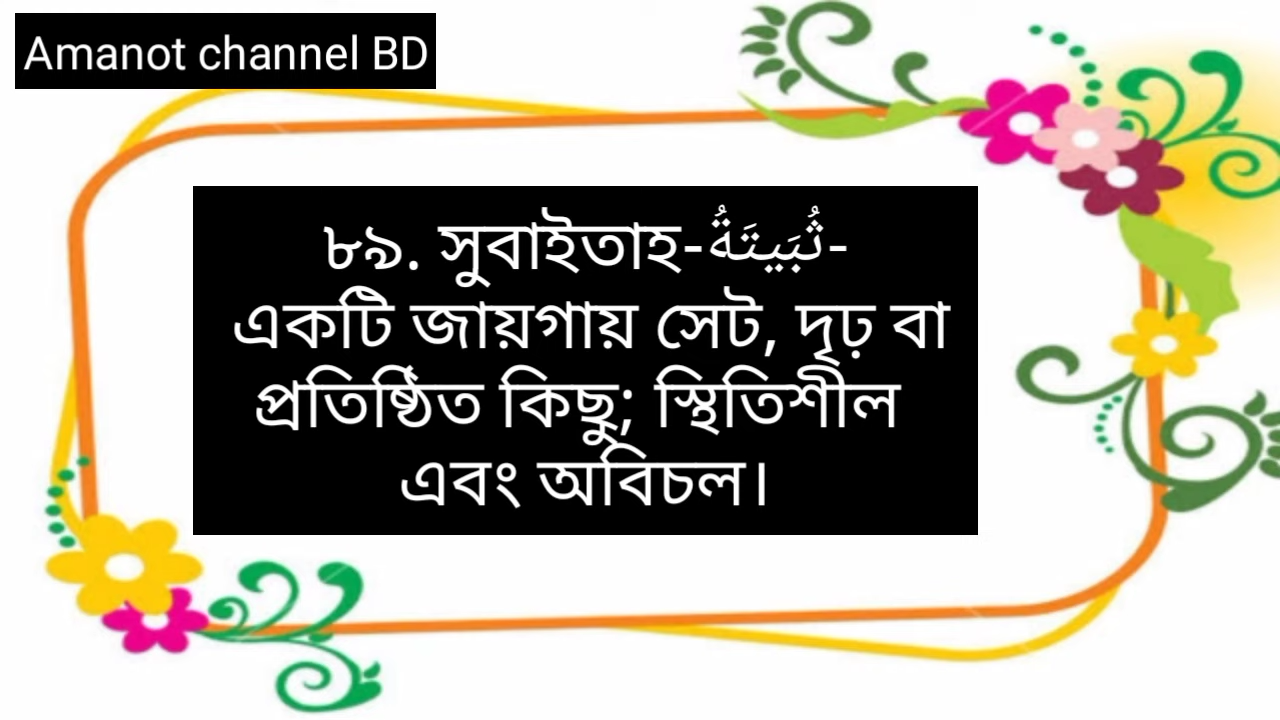 Amanot channel BD
৮৯. সুবাইতাহ-ثُبَيتَةُ-
একটি জায়গায় সেট, দৃঢ় বা
প্রতিষ্ঠিত কিছু; স্থিতিশীল
এবং অবিচল।